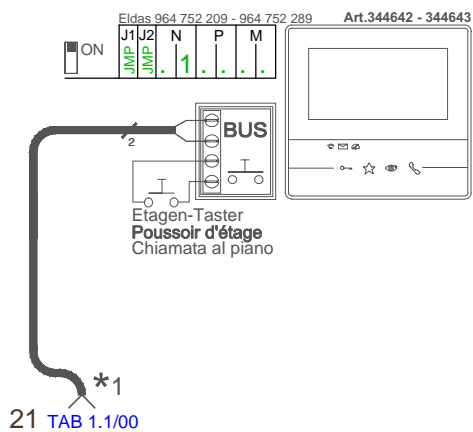 Eldas 964 752 209 - 964 752 289 Art.344642 - 344643
ON J1 J2 N P M
JMP JMP . 1 . . . .
BUS
2
Etagen-Taster
Poussoir d'étage
Chiamata al piano
*1
21 TAB 1.1/00